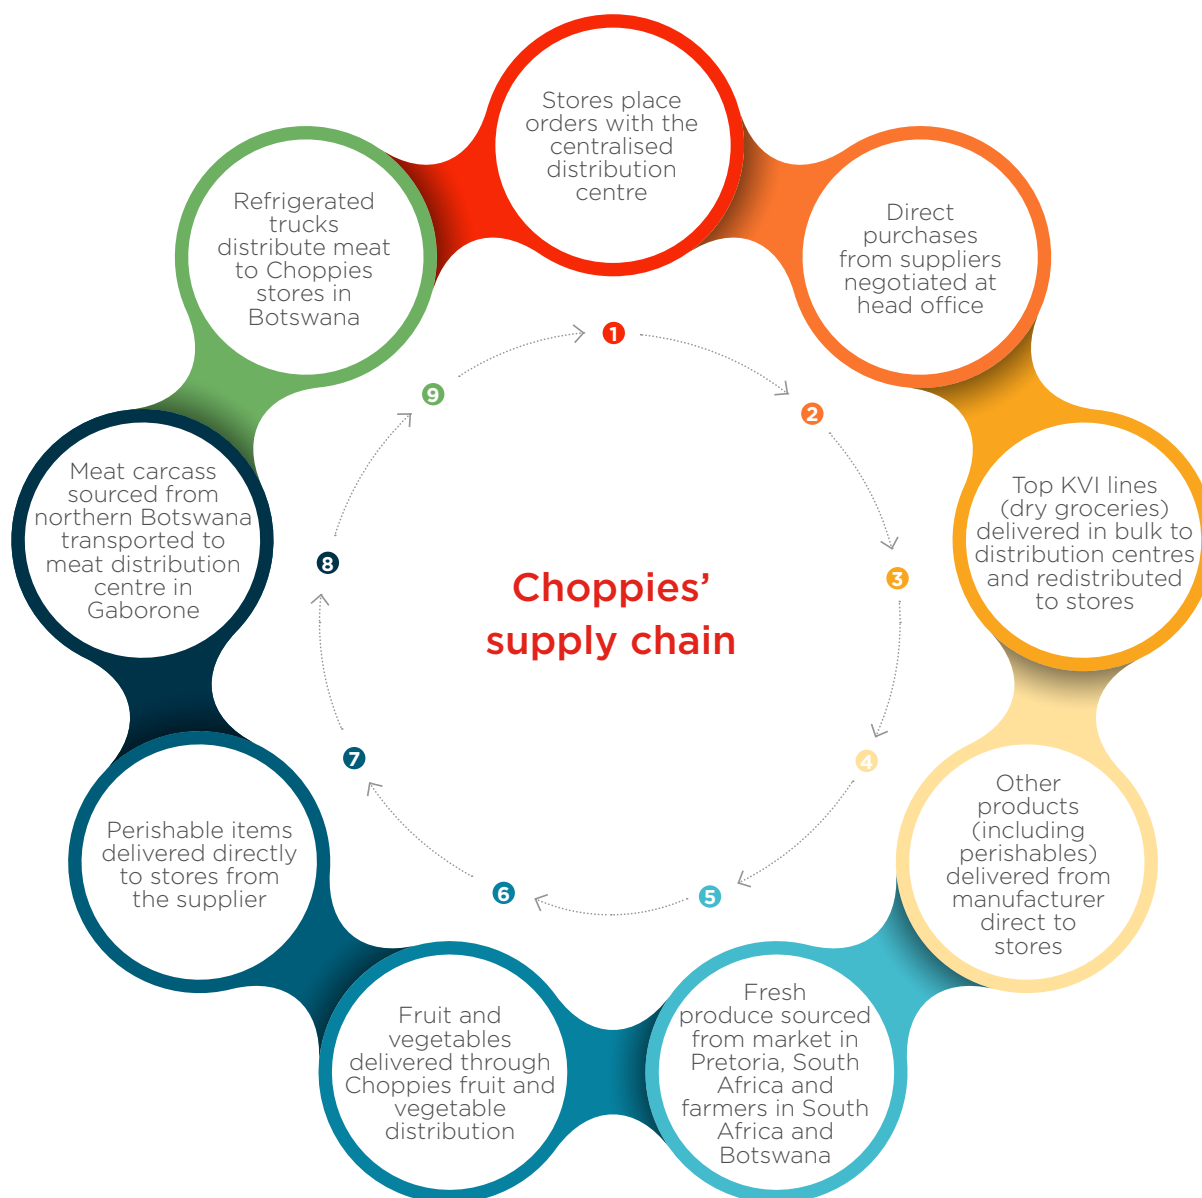 Stores place
orders with the
centralised
distribution
centre
Direct
purchases
from suppliers
negotiated at
head office
Top KVI lines
(dry groceries)
delivered in bulk to
distribution centres
and redistributed
to stores
Other
products
(including
perishables)
delivered from
manufacturer
direct to
stores
Fresh
produce sourced
from market in
Pretoria, South
Africa and
farmers in South
Africa and
Botswana
Fruit and
vegetables
delivered through
Choppies fruit and
vegetable
distribution
Perishable items
delivered directly
to stores from
the supplier
Meat carcass
sourced from
northern Botswana
transported to
meat distribution
centre in
Gaborone
Refrigerated
trucks
distribute meat
to Choppies
stores in
Botswana
1
2
3
4
5
6
7
8
9
Choppies’
supply chain